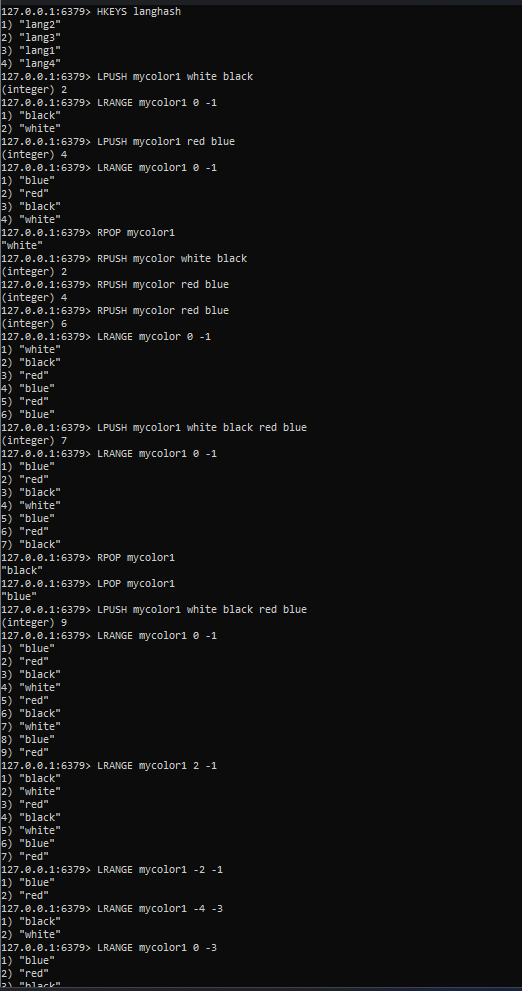 127.0.0.1:6379> HKEYS langhash
1) "lang2"
2) "lang3"
3) "lang1"
4) "lang4"
127.0.0.1:6379> LPUSH mycolor1 white black
(integer) 2
127.0.0.1:6379> LRANGE mycolor1 0 -1
1) "black"
2) "white"
127.0.0.1:6379> LPUSH mycolor1 red blue
(integer) 4
127.0.0.1:6379> LRANGE mycolor1 0 -1
1) "blue"
2) "red"
3) "black"
4) "white"
127.0.0.1:6379> RPOP mycolor1
"white"
127.0.0.1:6379> RPUSH mycolor white black
(integer) 2
127.0.0.1:6379> RPUSH mycolor red blue
(integer) 4
127.0.0.1:6379> RPUSH mycolor red blue
(integer) 6
127.0.0.1:6379> LRANGE mycolor 0 -1
1) "white"
2) "black"
3) "red"
4) "blue"
5) "red"
6) "blue"
127.0.0.1:6379> LPUSH mycolor1 white black red blue
(integer) 7
127.0.0.1:6379> LRANGE mycolor1 0 -1
1) "blue"
2) "red"
3) "black"
4) "white"
5) "blue"
6) "red"
7) "black"
127.0.0.1:6379> RPOP mycolor1
"black"
127.0.0.1:6379> LPOP mycolor1
"blue"
127.0.0.1:6379> LPUSH mycolor1 white black red blue
(integer) 9
127.0.0.1:6379> LRANGE mycolor1 0 -1
1) "blue"
2) "red"
3) "black"
4) "white"
5) "red"
6) "black"
7) "white"
8) "blue"
9) "red"
127.0.0.1:6379> LRANGE mycolor1 2 -1
1) "black"
2) "white"
3) "red"
4) "black"
5) "white"
6) "blue"
7) "red"
127.0.0.1:6379> LRANGE mycolor1 -2 -1
1) "blue"
2) "red"
127.0.0.1:6379> LRANGE mycolor1 -4 -3
1) "black"
2) "white"
127.0.0.1:6379> LRANGE mycolor1 0 -3
1) "blue"
2) "red"
3) "black"